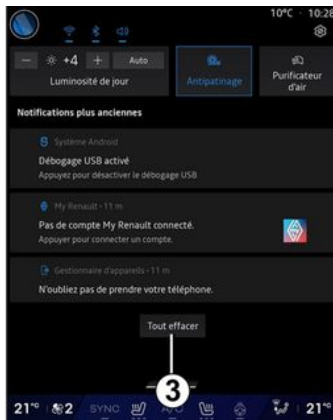 10°C 10:28
- +4 + Auto
Luminosité de jour
Antipatinage
Purificateur
d'air
Notifications plus anciennes
Système Android
Débogage USB activé
Appuyez pour désactiver le débogage
USB
My Renault · 11 m
Pas de compte My Renault connecté.
Appuyer pour connecter un compte.
Gestionnaire d'appareils · 11 m
N'oubliez pas de prendre votre
téléphone.
Tout effacer
3
21°° 2 SYNC A/C 21°°